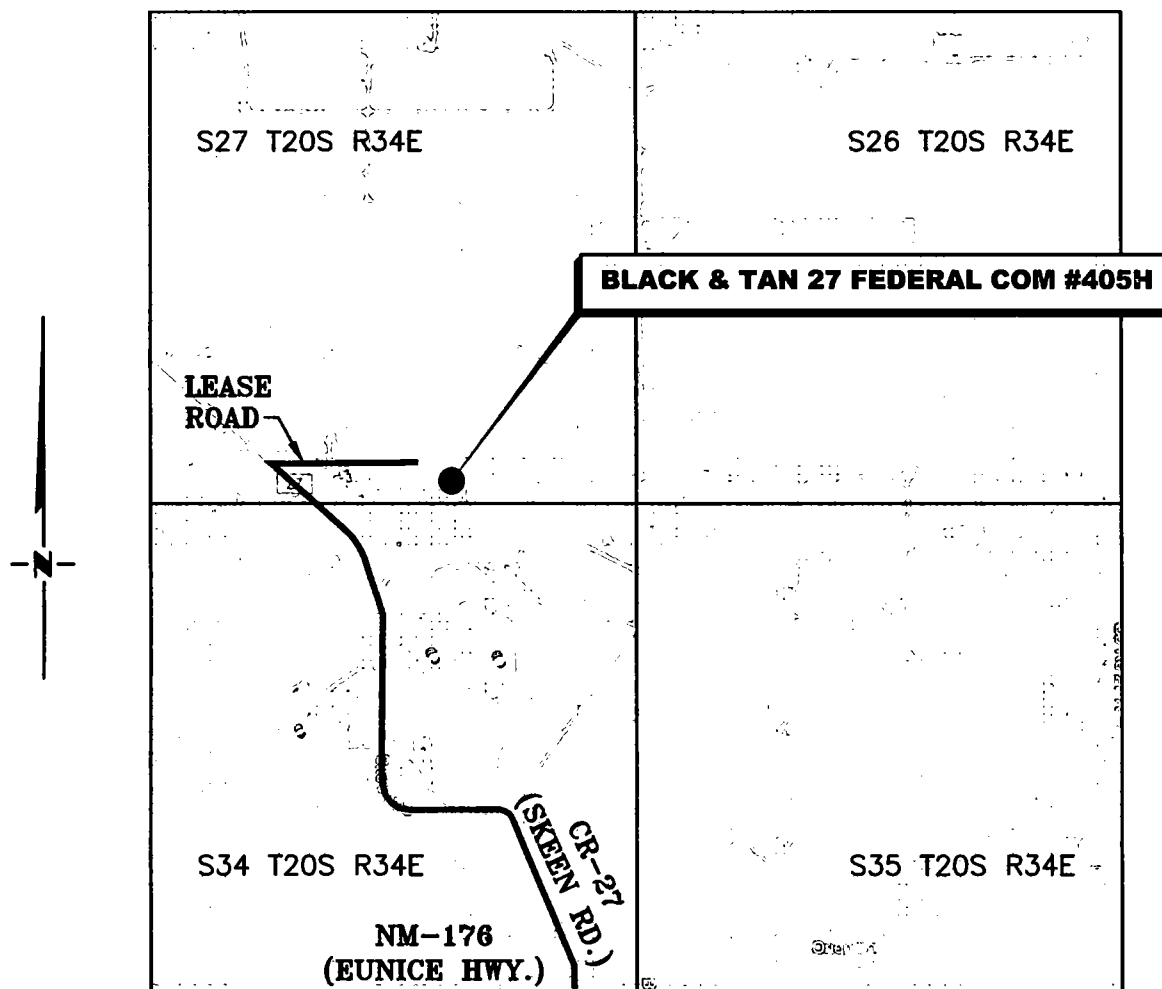 S27 T20S R34E
S26 T20S R34E
BLACK & TAN 27 FEDERAL COM #405H
LEASE
ROAD
27
-N-
S34 T20S R34E
CR-27
(SKEEN RD.)
S35 T20S R34E
NM-176
(EUNICE HWY.)